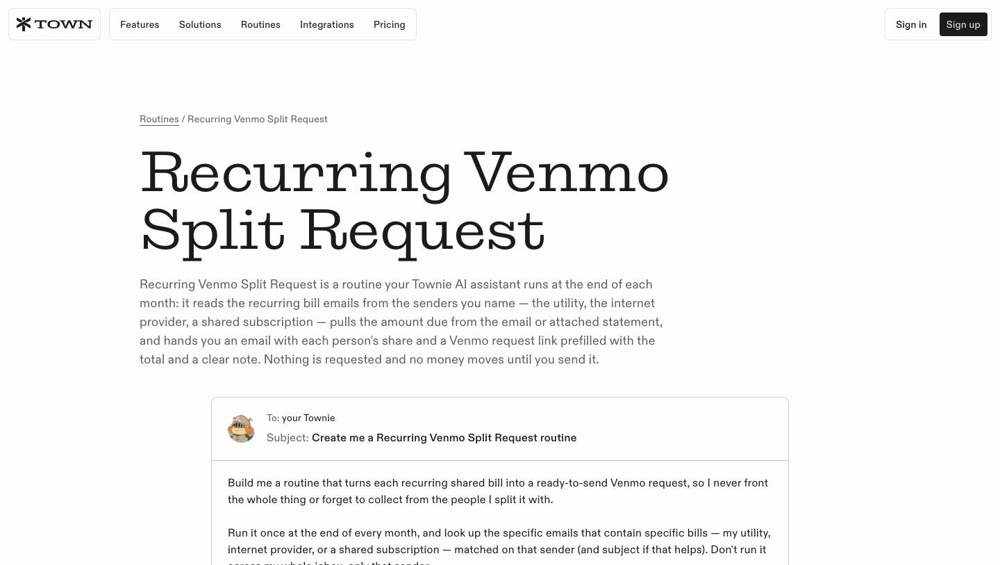 TOWN
Features
Solutions
Routines
Integrations
Pricing
Sign in
Sign up
Routines / Recurring Venmo Split Request
Recurring Venmo
Split Request
Recurring Venmo Split Request is a routine your Townie AI assistant runs at the end of each
month: it reads the recurring bill emails from the senders you name — the utility, the internet
provider, a shared subscription — pulls the amount due from the email or attached statement,
and hands you an email with each person's share and a Venmo request link prefilled with the
total and a clear note. Nothing is requested and no money moves until you send it.
To: your Townie
Subject: Create me a Recurring Venmo Split Request routine
Build me a routine that turns each recurring shared bill into a ready-to-send Venmo request, so I never front
the whole thing or forget to collect from the people I split it with.
Run it once at the end of every month, and look up the specific emails that contain specific bills — my utility,
internet provider, or a shared subscription — matched on that sender (and subject if that helps). Don't run it
across my whole inbox, only that sender.